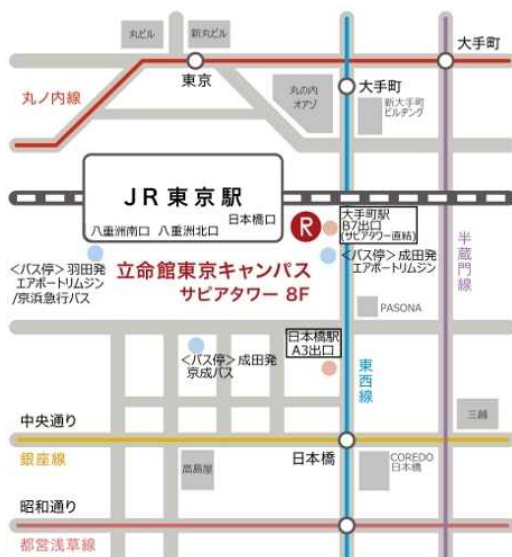 丸ビル
新丸ビル
大手町
東京
丸ノ内線
丸の内
オアゾ
大手町
新大手町
ビルヂング
JR東京駅
日本橋口
八重洲南口 八重洲北口
R
大手町駅
B7出口
(サピアタワー直結)
半蔵門線
<バス停>羽田発
エアポートリムジン
/京浜急行バス
立命館東京キャンパス
サピアタワー 8F
<バス停>成田発
エアポートリムジン
PASONA
日本橋駅
A3出口
<バス停>成田発
京成バス
東西線
中央通り
三越
銀座線
日本橋
高島屋
COREDO
日本橋
昭和通り
都営浅草線